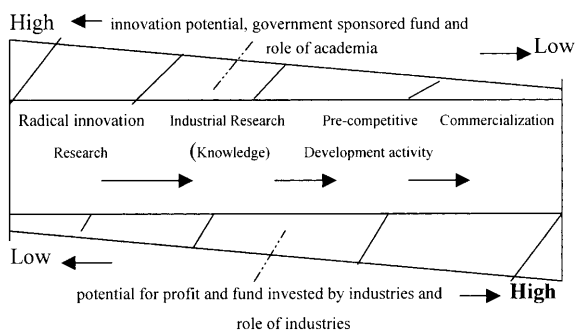 High innovation potential, government sponsored fund and
role of academia Low
Radical innovation Industrial Research Pre-competitive Commercialization
Research (Knowledge) Development activity
Low
potential for profit and fund invested by industries and High
role of industries